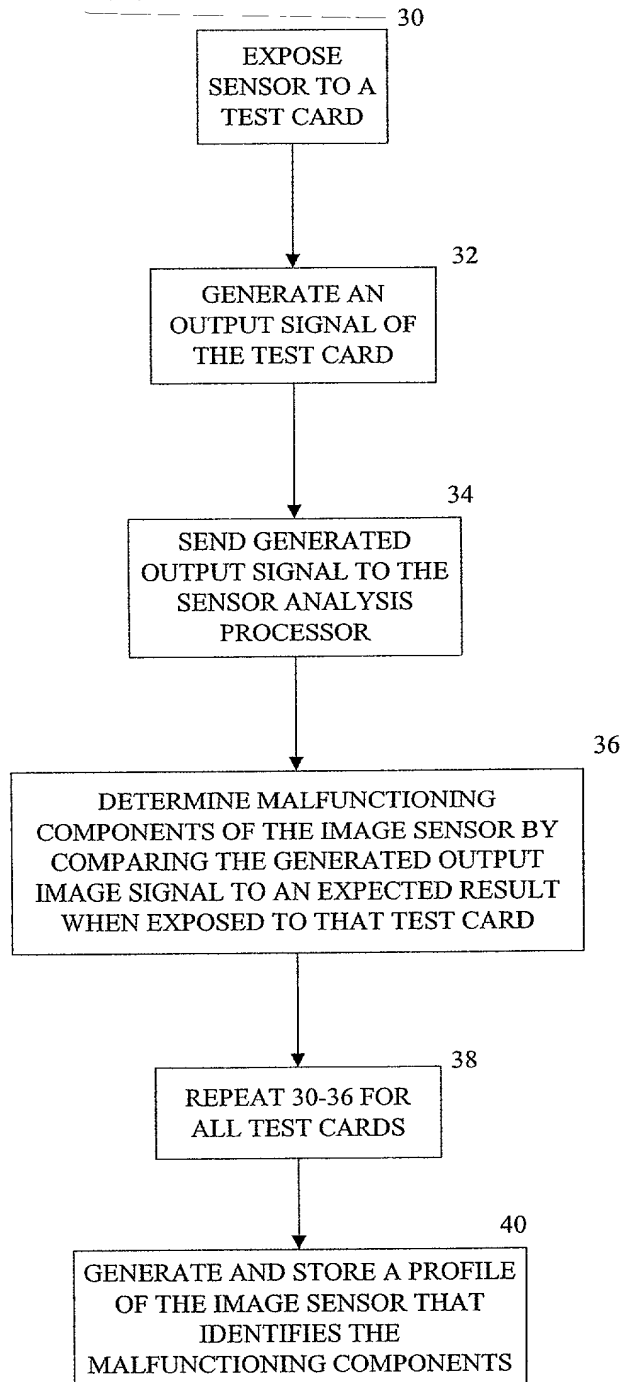 30
EXPOSE
SENSOR TO A
TEST CARD
32
GENERATE AN
OUTPUT SIGNAL OF
THE TEST CARD
34
SEND GENERATED
OUTPUT SIGNAL TO THE
SENSOR ANALYSIS
PROCESSOR
36
DETERMINE MALFUNCTIONING
COMPONENTS OF THE IMAGE SENSOR BY
COMPARING THE GENERATED OUTPUT
IMAGE SIGNAL TO AN EXPECTED RESULT
WHEN EXPOSED TO THAT TEST CARD
38
REPEAT 30-36 FOR
ALL TEST CARDS
40
GENERATE AND STORE A PROFILE
OF THE IMAGE SENSOR THAT
IDENTIFIES THE
MALFUNCTIONING COMPONENTS